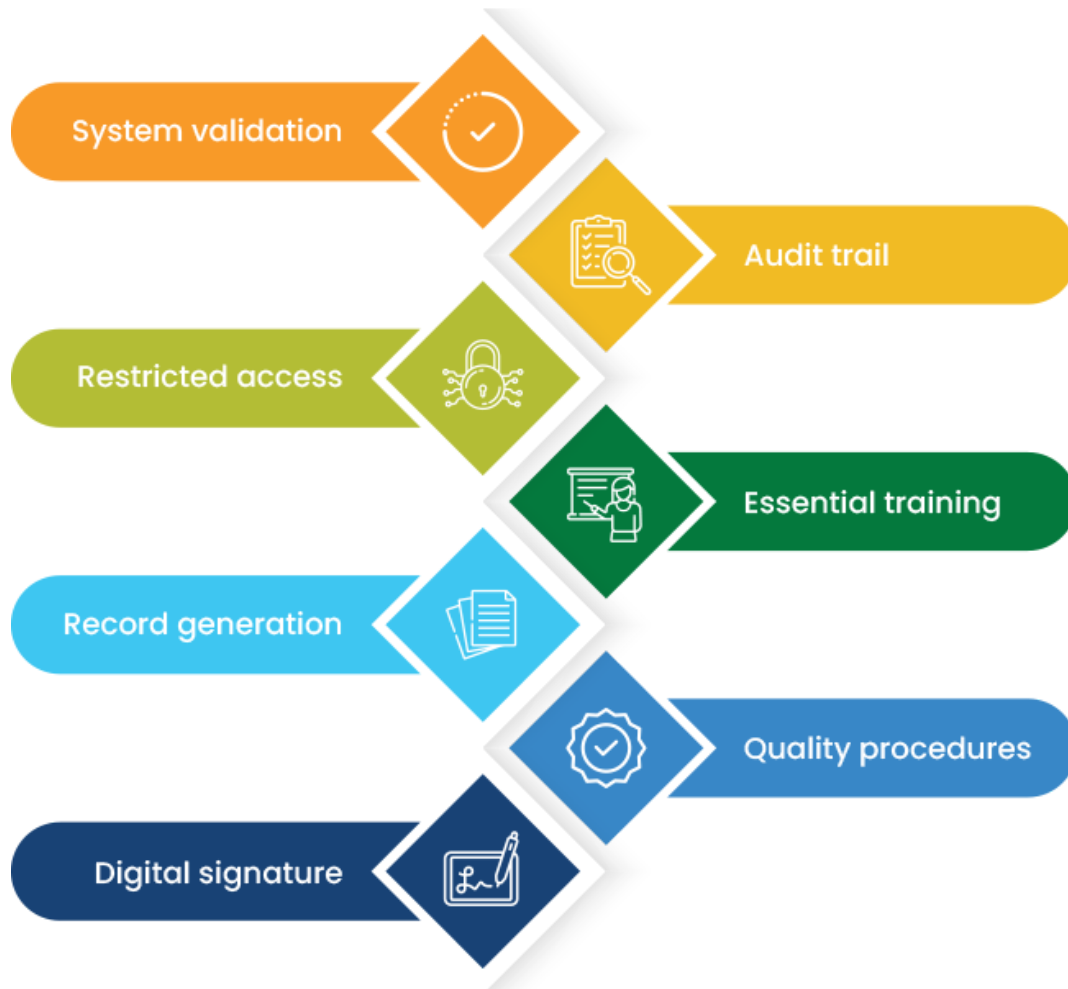 System validation
Audit trail
Restricted access
Essential training
Record generation
Quality procedures
Digital signature